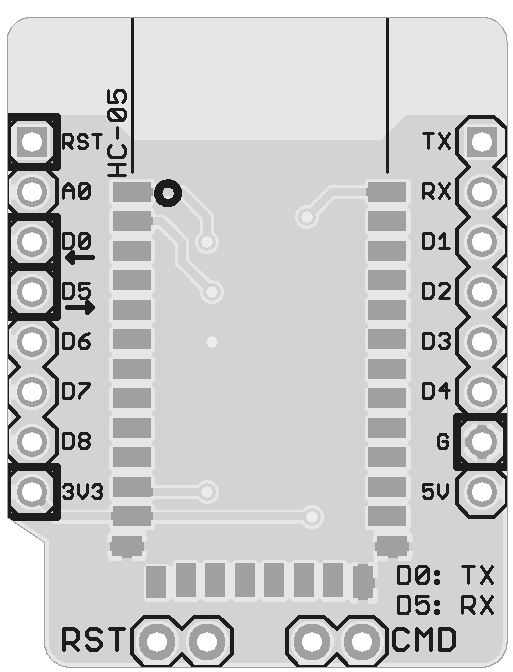 HC-05
RST
A0
D0
D5
D6
D7
D8
3V3
TX
RX
D1
D2
D3
D4
G
5V
D0: TX
D5: RX
RST
CMD